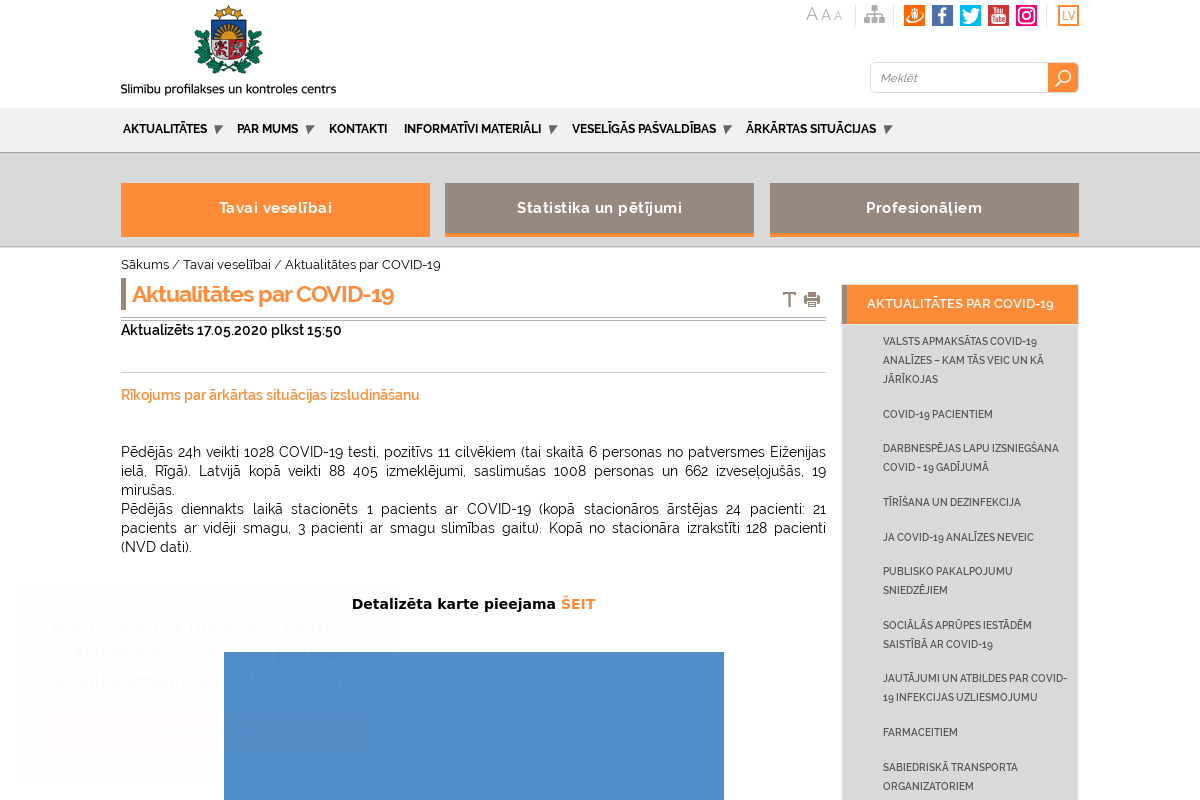 A A A
You Tube
LV
Slimību profilakses un kontroles centrs
Meklēt
AKTUALITĀTES PAR MUMS KONTAKTI INFORMATĪVI MATERIĀLI VESELĪGĀS PAŠVALDĪBAS ĀRKĀRTAS SITUĀCIJAS
Tavai veselībai Statistika un pētījumi Profesionāļiem
Sākums / Tavai veselībai / Aktualitātes par COVID-19
Aktualitātes par COVID-19
Aktualizēts 17.05.2020 plkst 15:50
Rīkojums par ārkārtas situācijas izsludināšanu
Pēdējās 24h veikti 1028 COVID-19 testi, pozitīvs 11 cilvēkiem (tai skaitā 6 personas no patversmes Eiženijas
ielā, Rīgā). Latvijā kopā veikti 88 405 izmeklējumi, saslimušas 1008 personas un 662 izveseļojušās, 19
mirušas.
Pēdējās diennakts laikā stacionēts 1 pacients ar COVID-19 (kopā stacionāros ārstējas 24 pacienti: 21
pacients ar vidēji smagu, 3 pacienti ar smagu slimības gaitu). Kopā no stacionāra izrakstīti 128 pacienti
(NVD dati).
Detalizēta karte pieejama ŠEIT
AKTUALITĀTES PAR COVID-19
VALSTS APMAKSĀTAS COVID-19
ANALĪZES – KAM TĀS VEIC UN KĀ
JĀRĪKOJAS
COVID-19 PACIENTIEM
DARBNESPĒJAS LAPU IZSNIEGŠANA
COVID - 19 GADĪJUMĀ
TĪRĪŠANA UN DEZINFEKCIJA
JA COVID-19 ANALĪZES NEVEIC
PUBLISKO PAKALPOJUMU
SNIEDZĒJIEM
SOCIĀLĀS APRŪPES IESTĀDĒM
SAISTĪBĀ AR COVID-19
JAUTĀJUMI UN ATBILDES PAR COVID-
19 INFEKCIJAS UZLIESMOJUMU
FARMACEITIEM
SABIEDRISKĀ TRANSPORTA
ORGANIZATORIEM